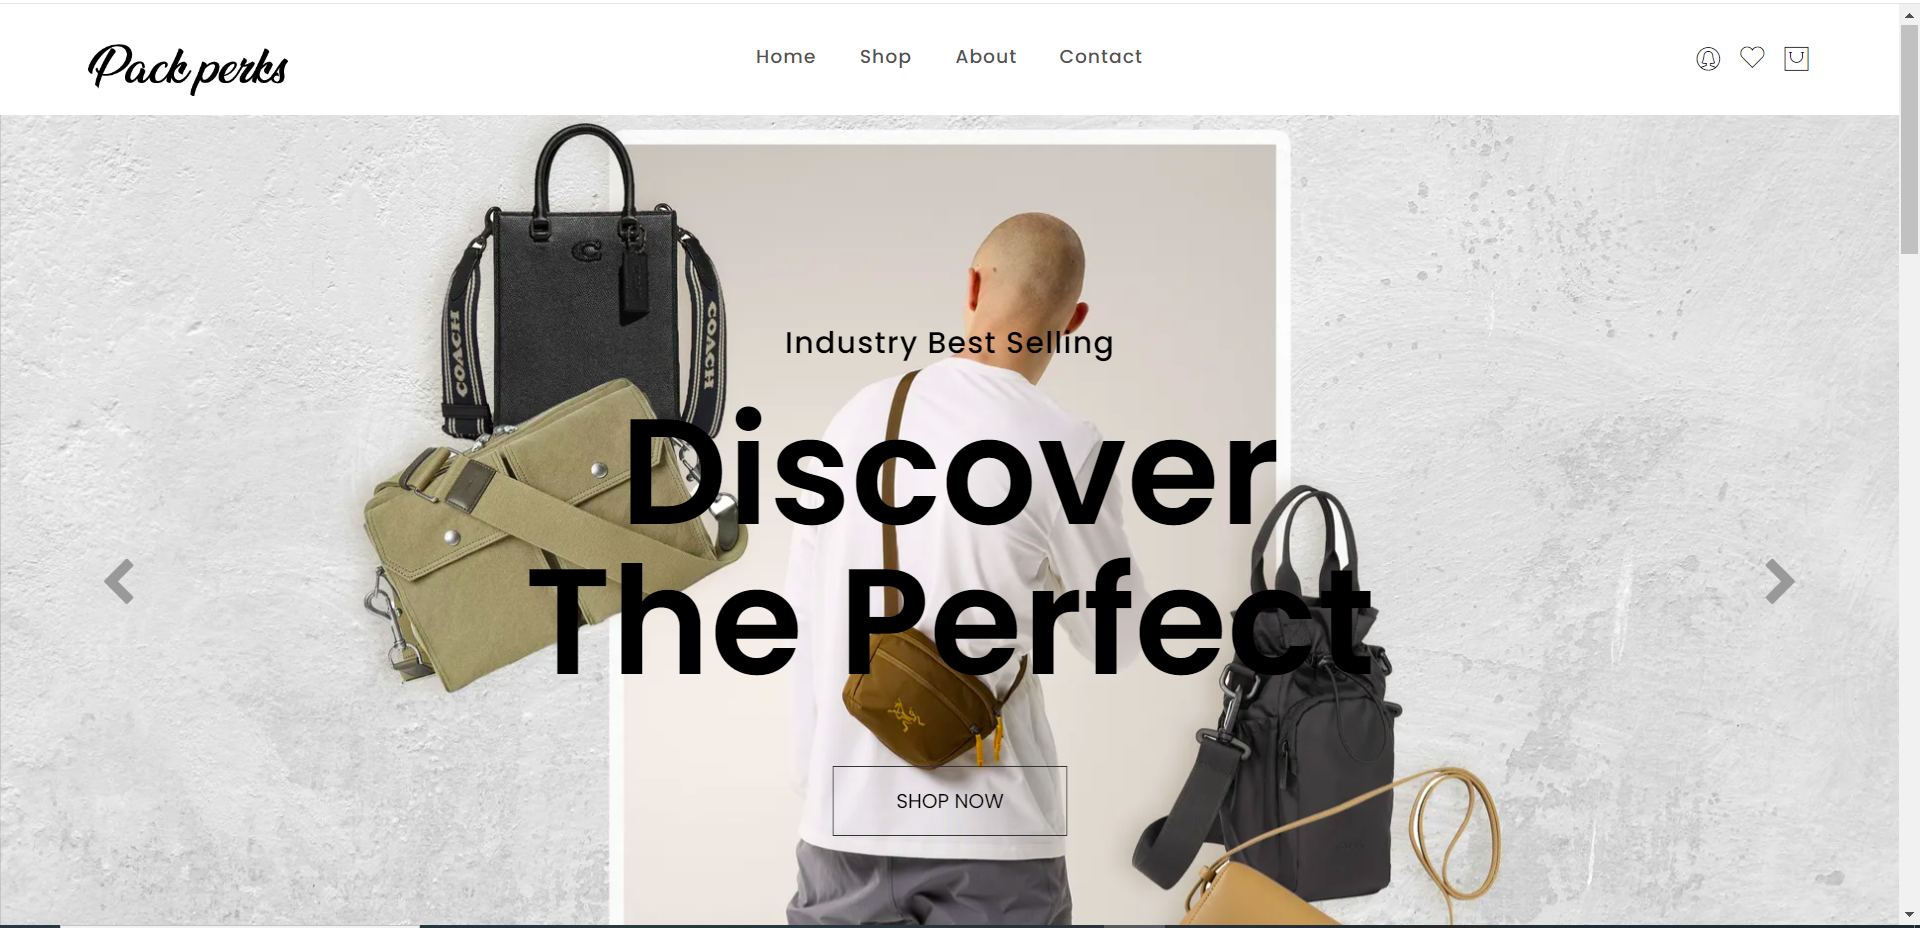 Pack perks
Home Shop About Contact
COACH
COACH
Industry Best Selling
Discover
The Perfect
SHOP NOW